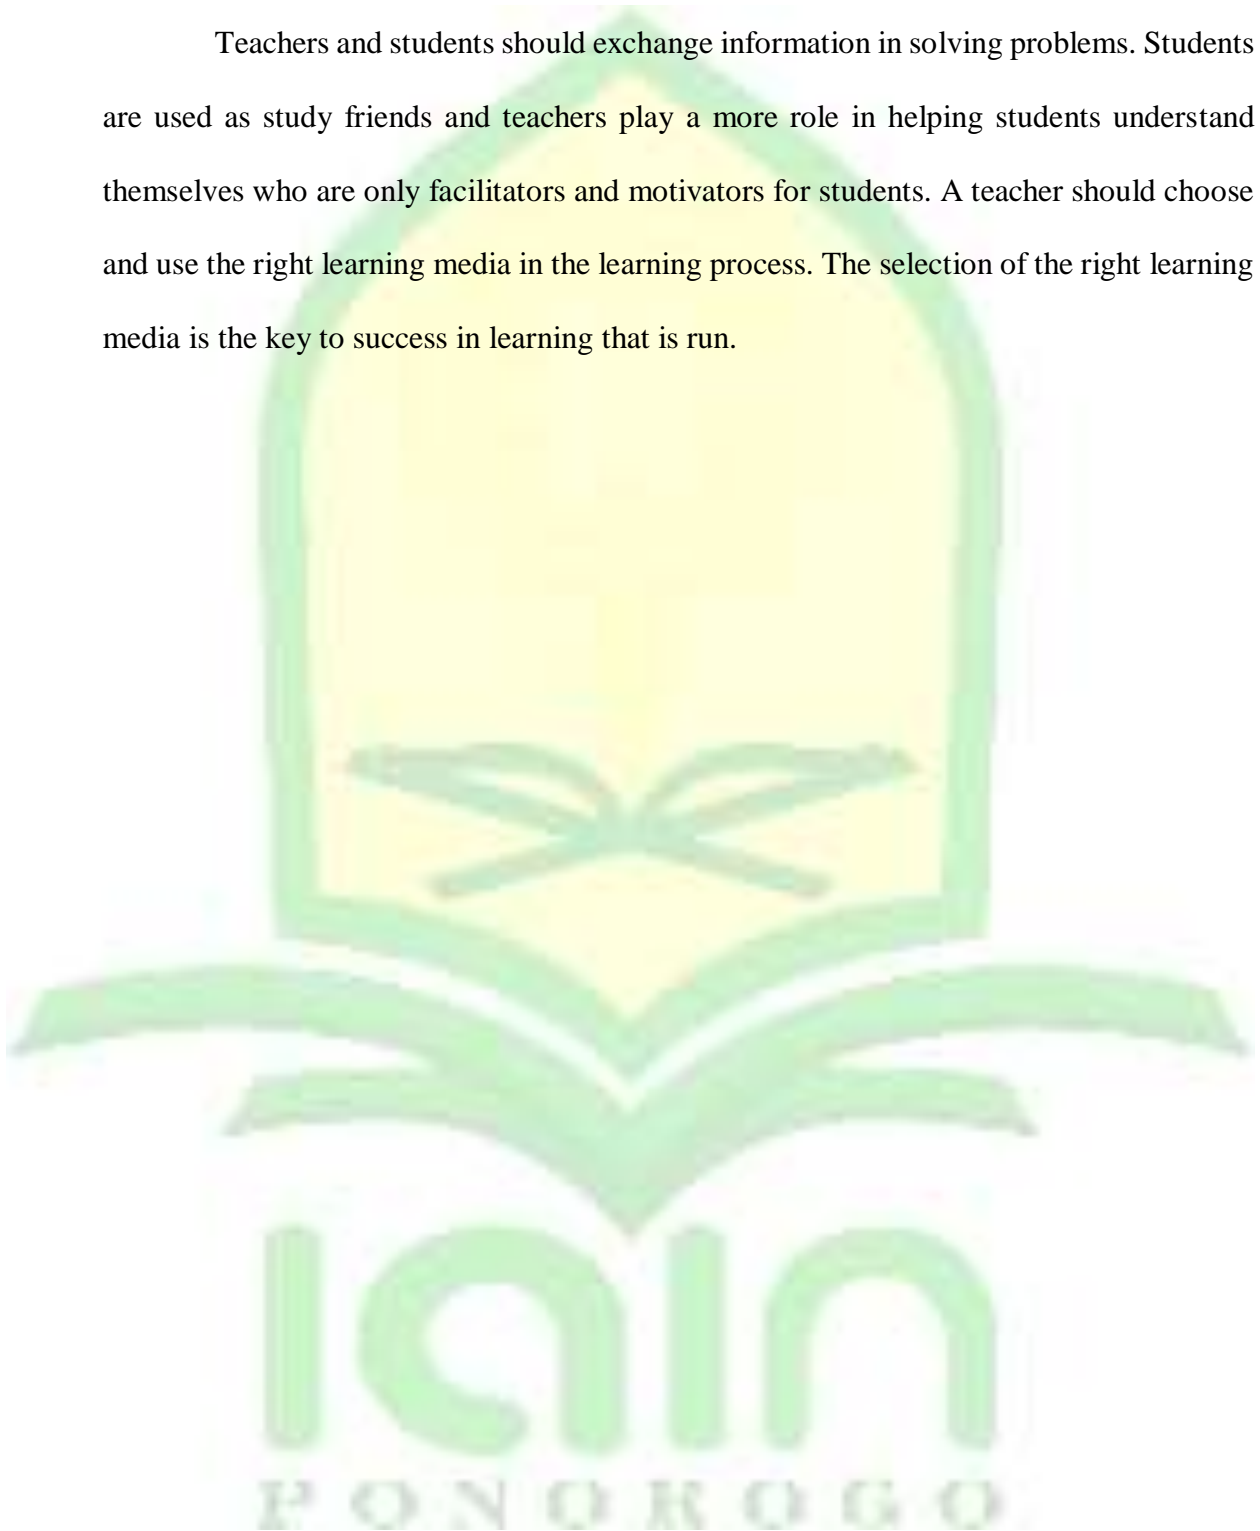 Teachers and students should exchange information in solving problems. Students
are used as study friends and teachers play a more role in helping students understand
themselves who are only facilitators and motivators for students. A teacher should choose
and use the right learning media in the learning process. The selection of the right learning
media is the key to success in learning that is run.
iain
PONOROGO